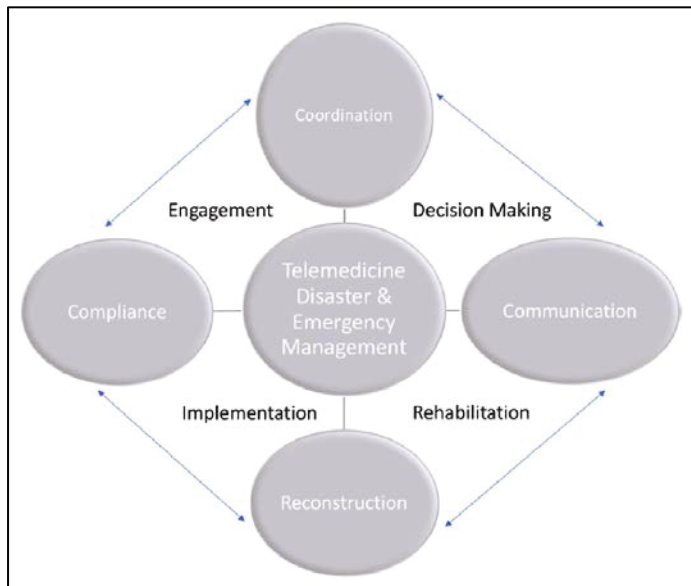 Coordination
Engagement
Decision Making
Compliance
Telemedicine
Disaster &
Emergency
Management
Communication
Implementation
Rehabilitation
Reconstruction